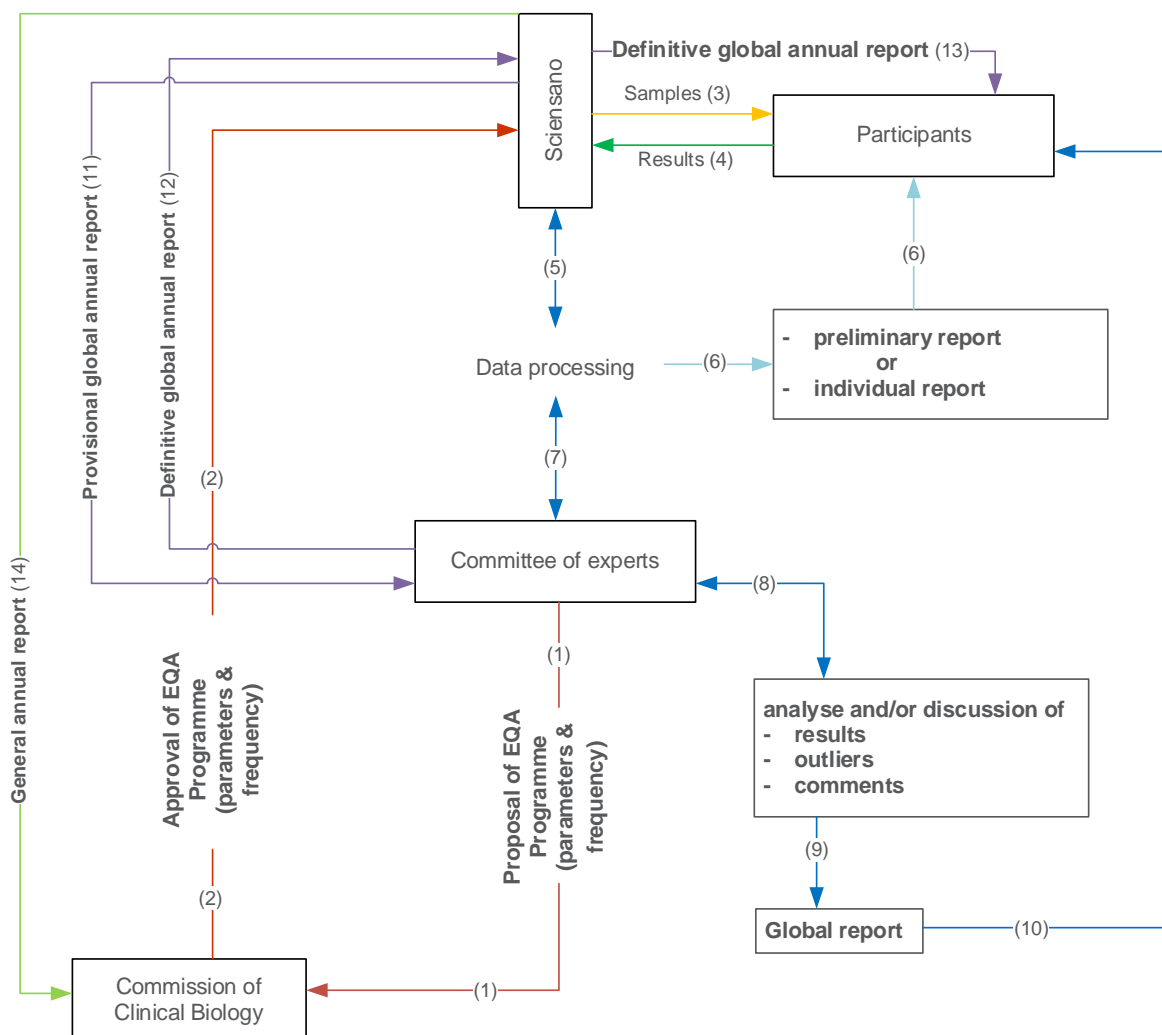 Definitive global annual report (13)
Samples (3)
Sciensano
Participants
Results (4)
Provisional global annual report (11)
Definitive global annual report (12)
(5)
(6)
- preliminary report
or
- individual report
Data processing
(6)
(7)
(2)
Committee of experts
(8)
General annual report (14)
(1)
Approval of EQA
Programme
(parameters &
frequency)
Proposal of EQA
Programme
(parameters &
frequency)
analyse and/or discussion of
- results
- outliers
- comments
(9)
(2)
Global report
(10)
Commission of
Clinical Biology
(1)